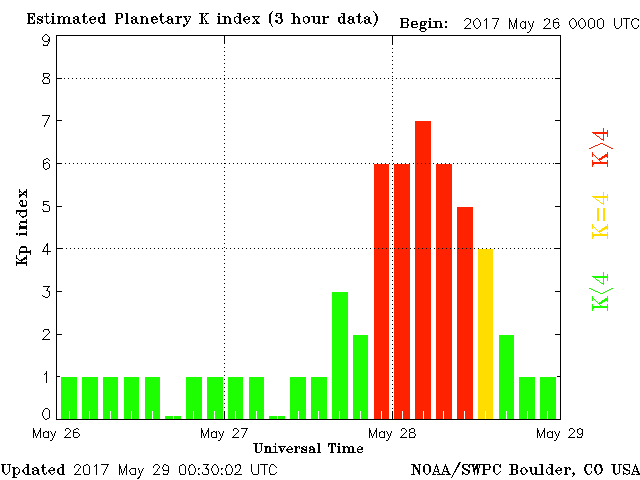 Estimated Planetary K index (3 hour data) Begin: 2017 May 26 0000 UTC
9
8
7
6
5
4
3
2
1
0
Kp index
K>4
K=4
K<4
May 26 May 27 May 28 May 29
Universal Time
Updated 2017 May 29 00:30:02 UTC NOAA/SWPC Boulder, CO USA